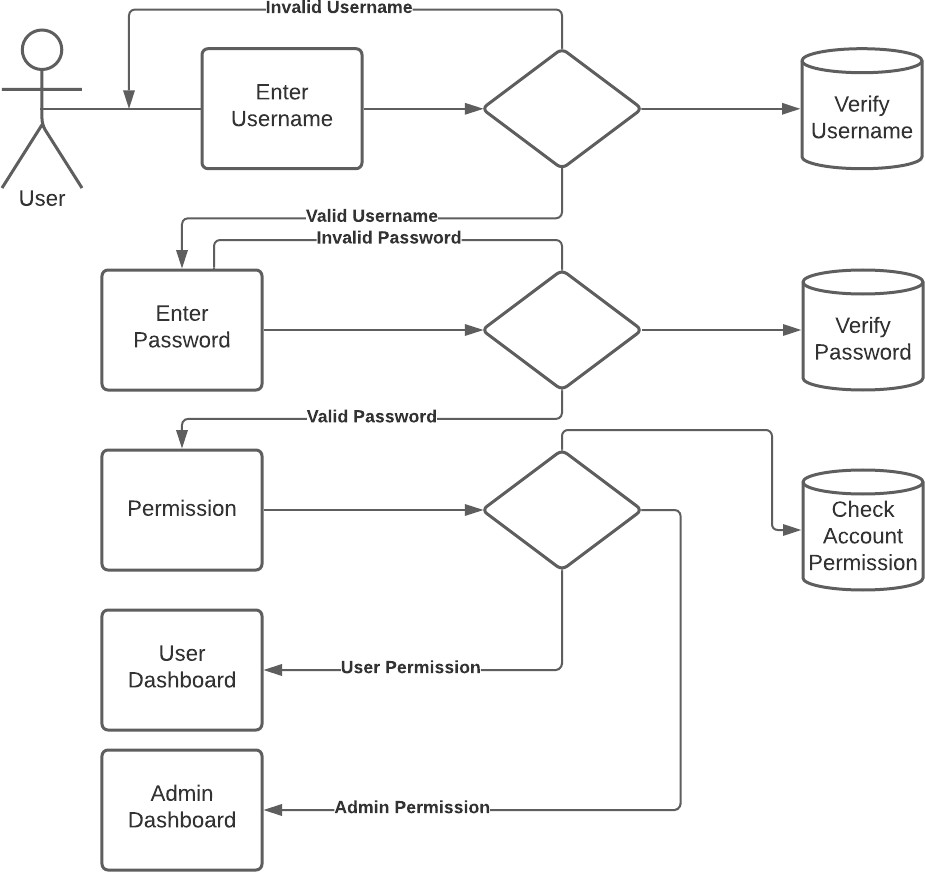 Invalid Username
Enter
Username
Verify
Username
User
Valid Username
Invalid Password
Enter
Password
Verify
Password
Valid Password
Permission
Check
Account
Permission
User
Dashboard
User Permission
Admin
Dashboard
Admin Permission